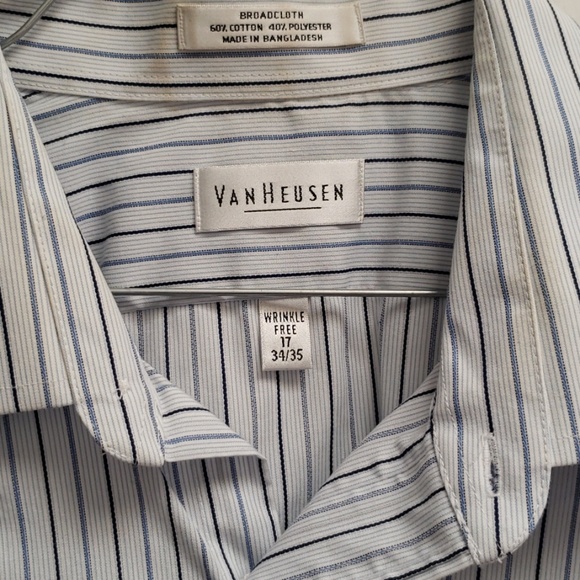 BROADCLOTH
60% COTTON 40% POLYESTER
MADE IN BANGLADESH
VAN HEUSEN
WRINKLE
FREE
17
34/35